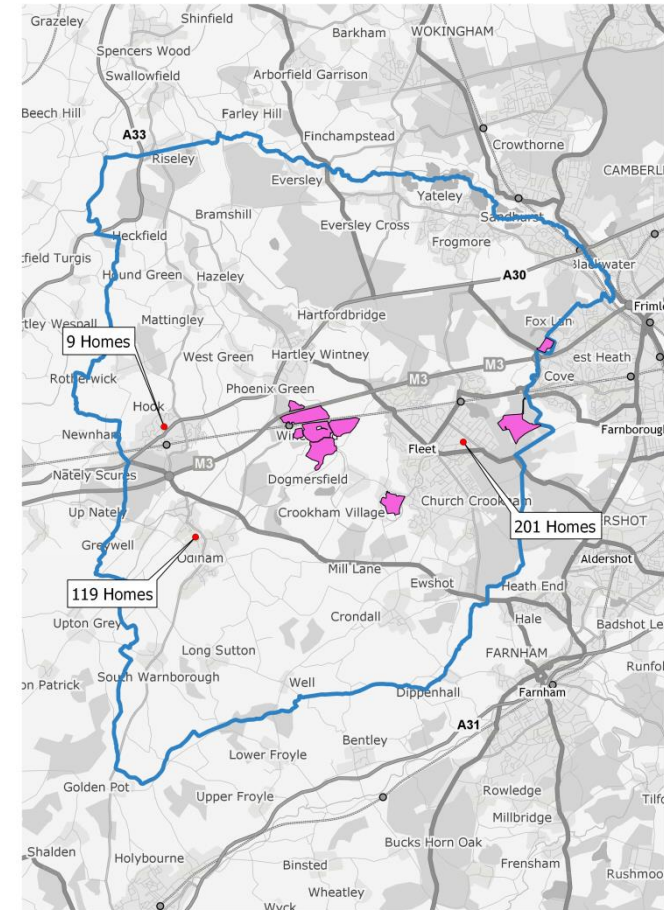 Grazeley
Shinfield
Barkham
WOKINGHAM
Spencers Wood
Swallowfield
Arborfield Garrison
Beech Hill
Farley Hill
A33
Finchampstead
Crowthorne
Riseley
CAMBERL
Eversley
Yateley
Bramshill
Sandhurst
Eversley Cross
Heckfield
Frogmore
Blackwater
tfield Turgis
Hound Green
Hazeley
A30
Hartfordbridge
Frimle
Mattingley
Fox Lan
rtley Wespall
9 Homes
West Green
Hartley Wintney
M3
est Heath
M3
Cove
Rotherwick
Phoenix Green
Hook
Newnham
Win
Farnborough
Fleet
M3
Nately Scures
Dogmersfield
Church Crookham
Up Nately
Crookham Village
201 Homes
ERSHOT
Greywell
Odiham
Aldershot
Mill Lane
119 Homes
Ewshot
Heath End
Upton Grey
Crondall
Hale
Badshot Le
Long Sutton
FARNHAM
Runfo
on Patrick
South Warnborough
Well
Dippenhall
Farnham
A31
Bentley
Lower Froyle
Golden Pot
Upper Froyle
Rowledge
Tilfo
Millbridge
Bucks Horn Oak
Shalden
Holybourne
Frensham
Binsted
Rushmoo
Wheatley
Wyck